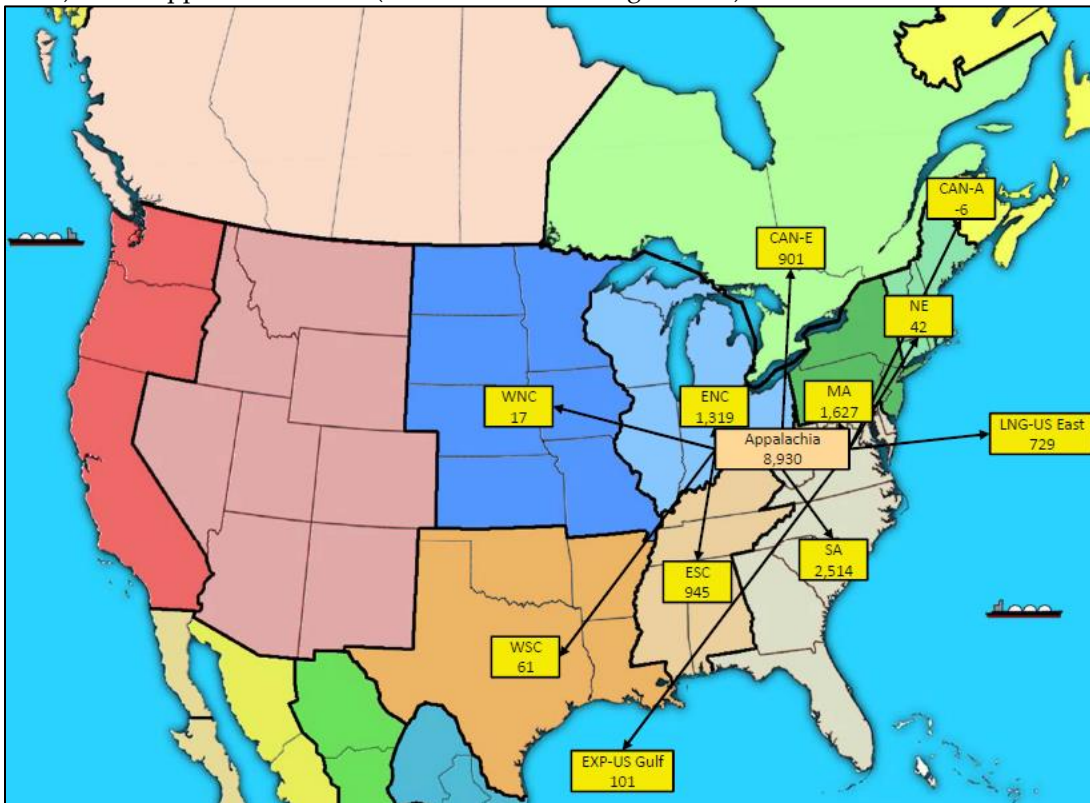 CAN-A
-6
CAN-E
901
NE
42
WNC
17
ENC
1,319
MA
1,627
LNG-US East
729
Appalachia
8,930
SA
2,514
ESC
945
WSC
61
EXP-US Gulf
101